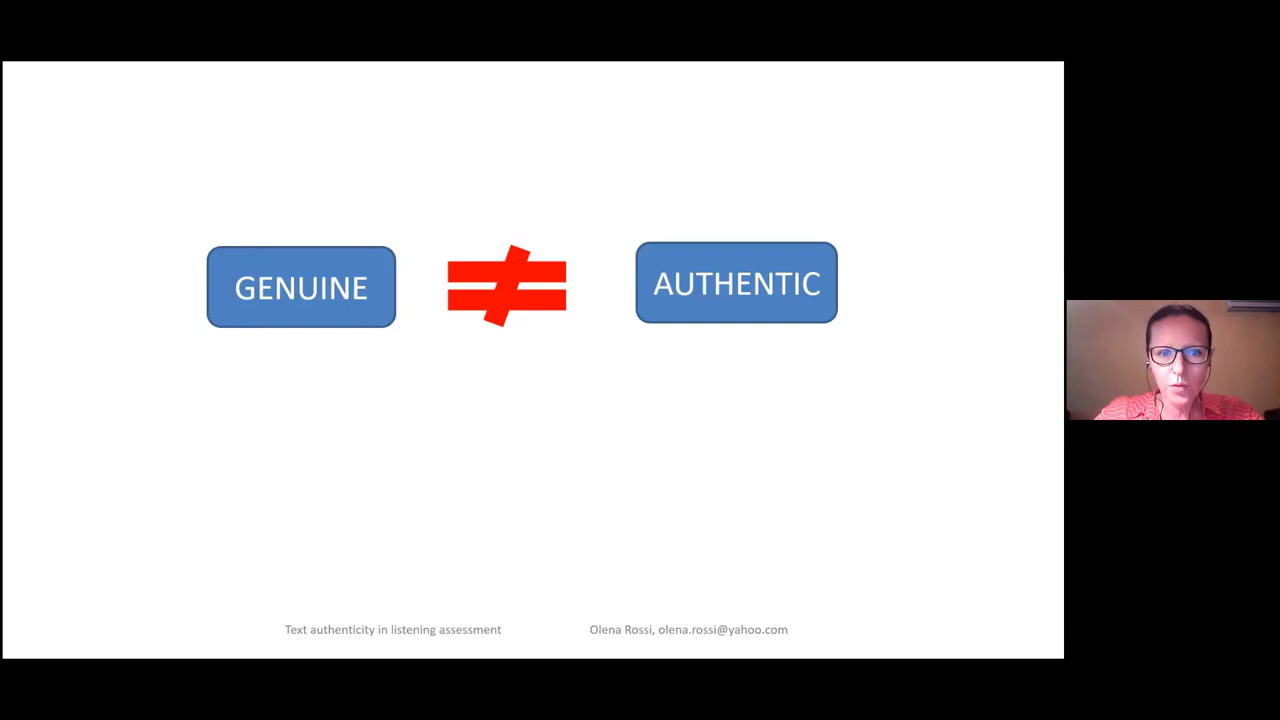 GENUINE
AUTHENTIC
Text authenticity in listening assessment
Olena Rossi, olena.rossi@yahoo.com